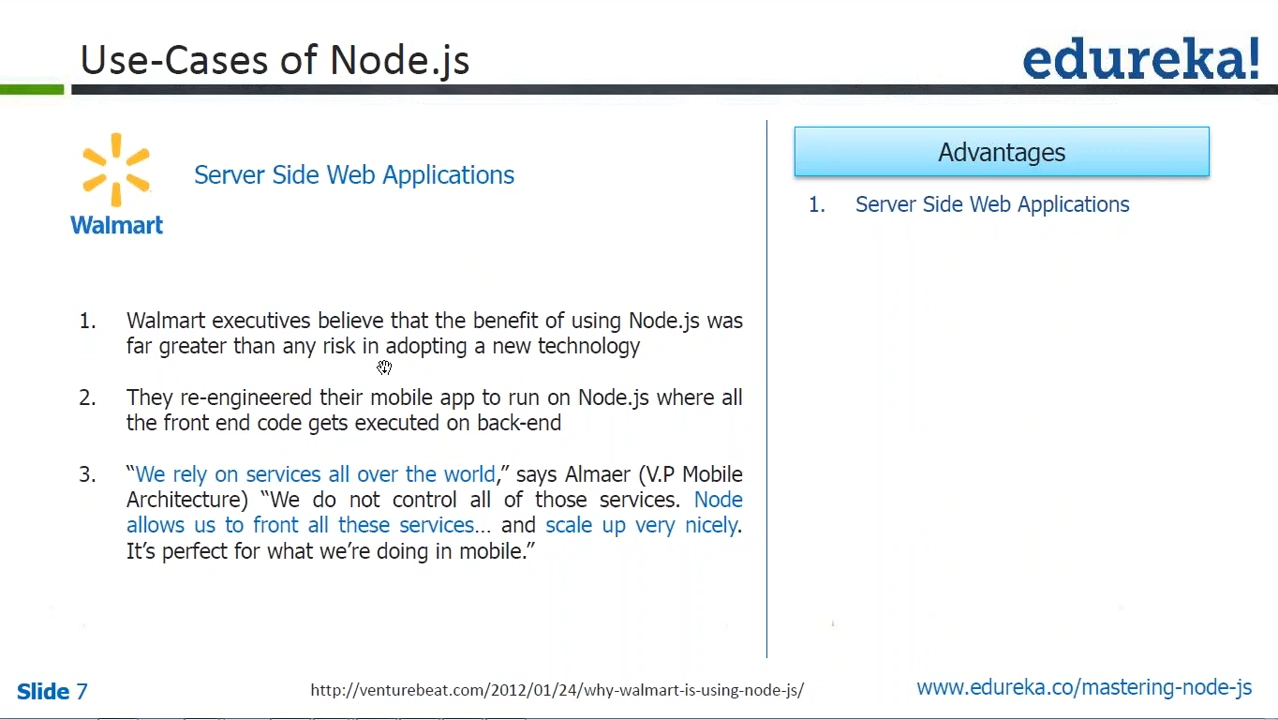 Use-Cases of Node.js
edureka!
Walmart
Server Side Web Applications
1. Walmart executives believe that the benefit of using Node.js was
far greater than any risk in adopting a new technology
2. They re-engineered their mobile app to run on Node.js where all
the front end code gets executed on back-end
3. “We rely on services all over the world,” says Almaer (V.P Mobile
Architecture) “We do not control all of those services. Node
allows us to front all these services… and scale up very nicely.
It’s perfect for what we’re doing in mobile.”
Advantages
1. Server Side Web Applications
Slide 7
http://venturebeat.com/2012/01/24/why-walmart-is-using-node-js/
www.edureka.co/mastering-node-js